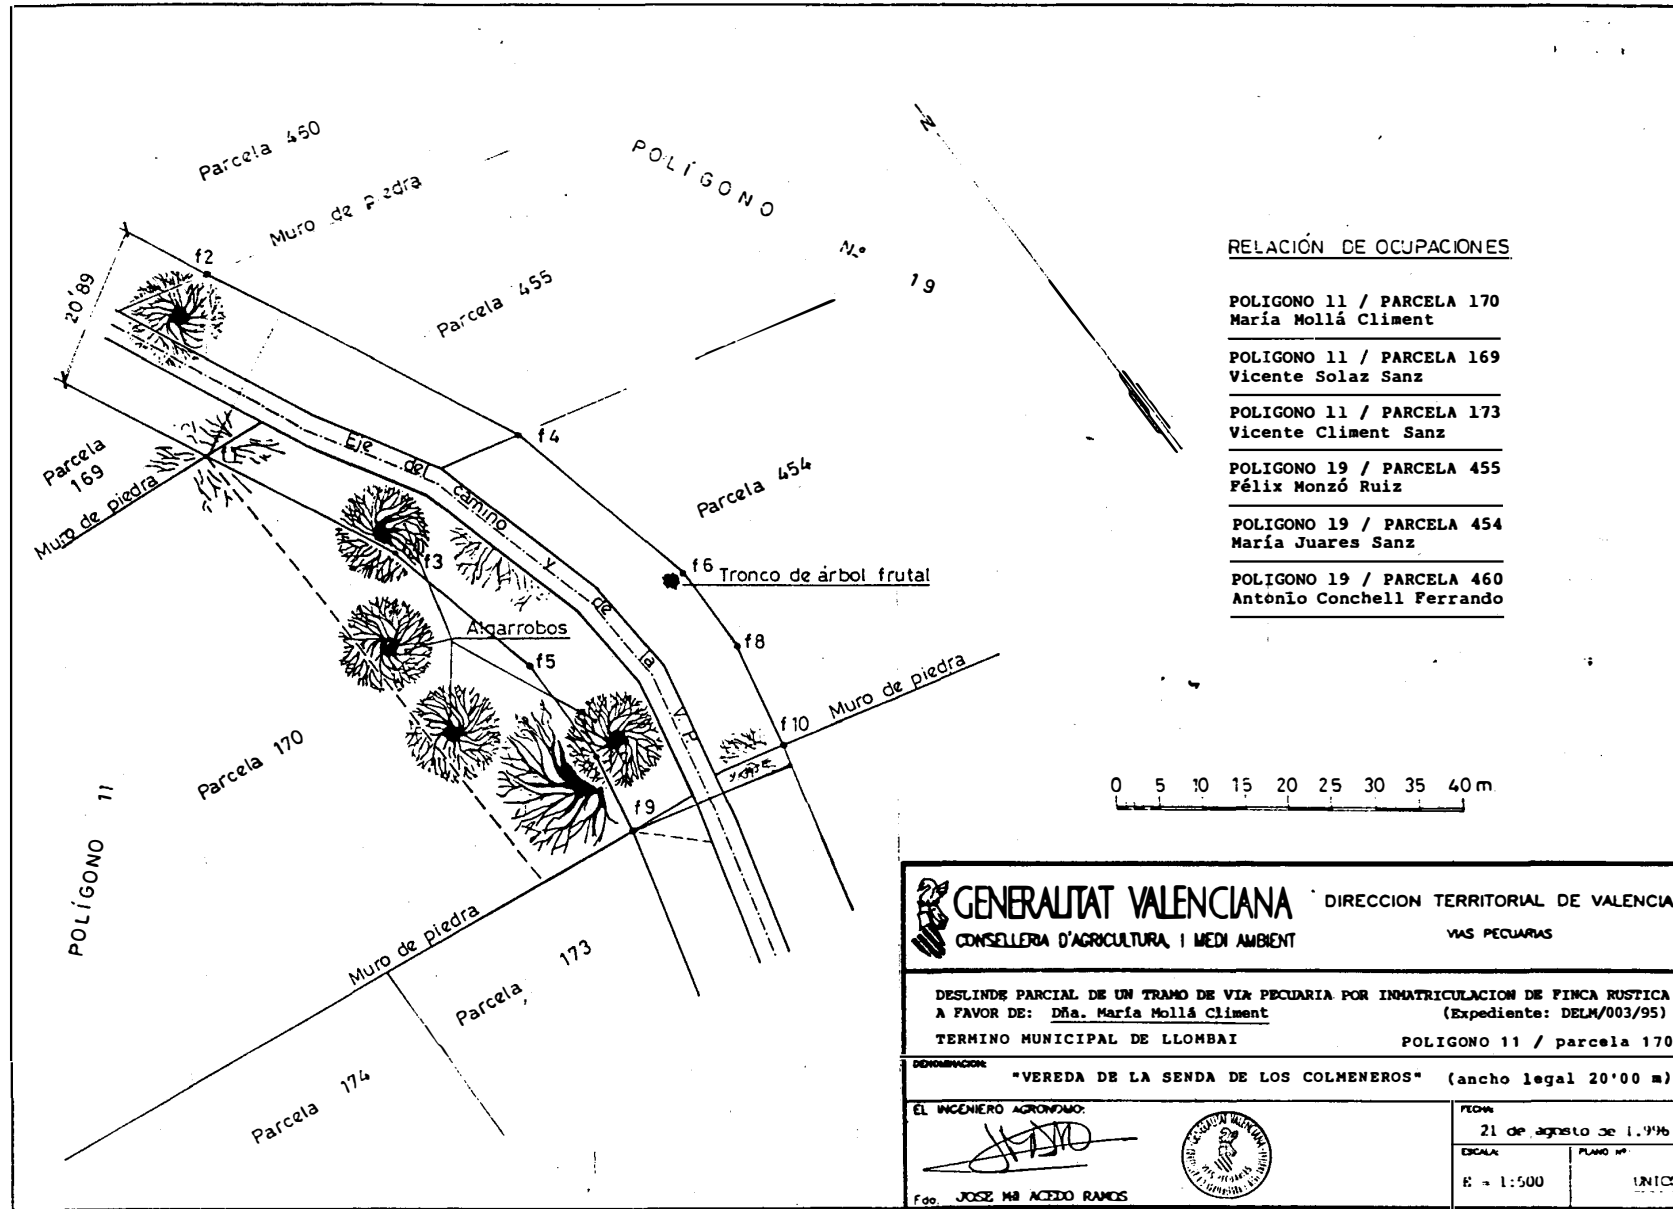 Parcela 450
Muro de piedra
POLÍGONO
Nº
19
20'89
f2
Parcela 455
f4
Parcela 454
Parcela
169
Muro de piedra
Eje del camino y de la V.P.
f3
Algarrobos
f5
f6
Tronco de árbol frutal
f8
f10
Muro de piedra
f9
Parcela 170
POLÍGONO 11
Muro de piedra
Parcela 173
Parcela 174
N
RELACIÓN DE OCUPACIONES
POLIGONO 11 / PARCELA 170
María Mollá Climent
POLIGONO 11 / PARCELA 169
Vicente Solaz Sanz
POLIGONO 11 / PARCELA 173
Vicente Climent Sanz
POLIGONO 19 / PARCELA 455
Félix Monzó Ruiz
POLIGONO 19 / PARCELA 454
María Juares Sanz
POLIGONO 19 / PARCELA 460
Antonio Conchell Ferrando
0 5 10 15 20 25 30 35 40 m.
GENERALITAT VALENCIANA
CONSELLERIA D'AGRICULTURA, I MEDI AMBIENT
DIRECCION TERRITORIAL DE VALENCIA
VIAS PECUARIAS
DESLINDE PARCIAL DE UN TRAMO DE VIA PECUARIA POR INMATRICULACION DE FINCA RUSTICA
A FAVOR DE: Dña. María Mollá Climent (Expediente: DELM/003/95)
TERMINO MUNICIPAL DE LLOMBAI POLIGONO 11 / parcela 170
DENOMINACION:
"VEREDA DE LA SENDA DE LOS COLMENEROS" (ancho legal 20'00 m)
EL INGENIERO AGRONOMO:
Fdo. JOSE Mª ACEDO RAMOS
FECHA:
21 de agosto de 1.996
ESCALA:
E = 1:500
PLANO Nº:
UNICO